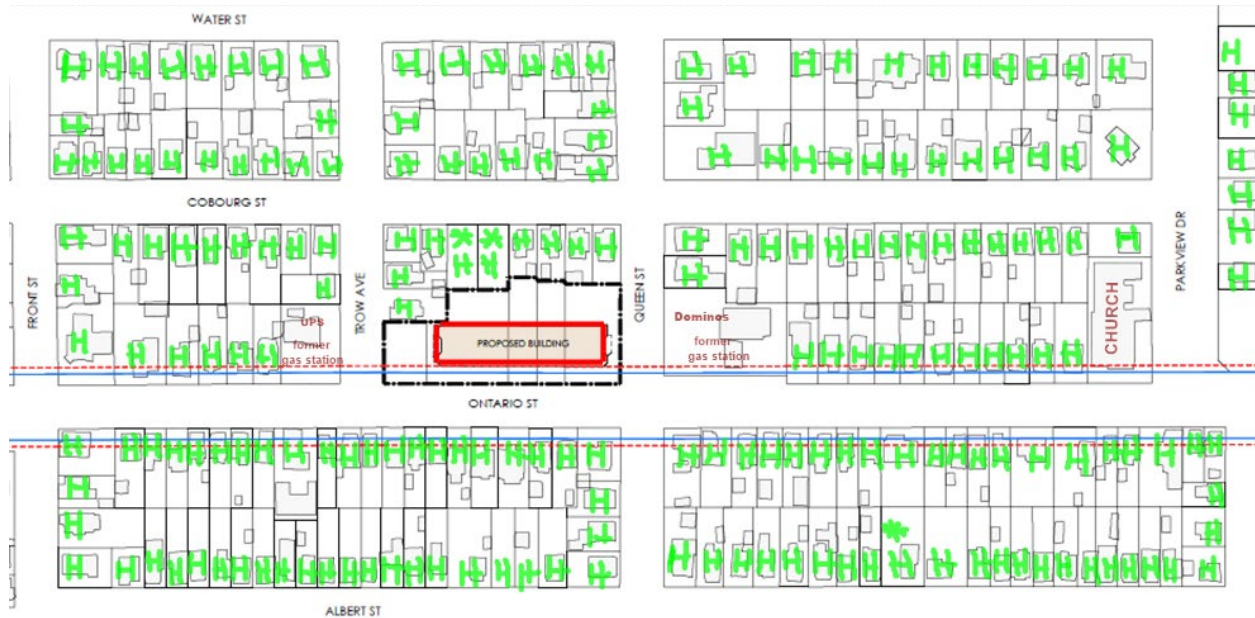 WATER ST
COBOURG ST
FRONT ST
TROW AVE
QUEEN ST
PARKVIEW DR
UPS
former
gas station
PROPOSED BUILDING
Dominos
former
gas station
CHURCH
ONTARIO ST
ALBERT ST